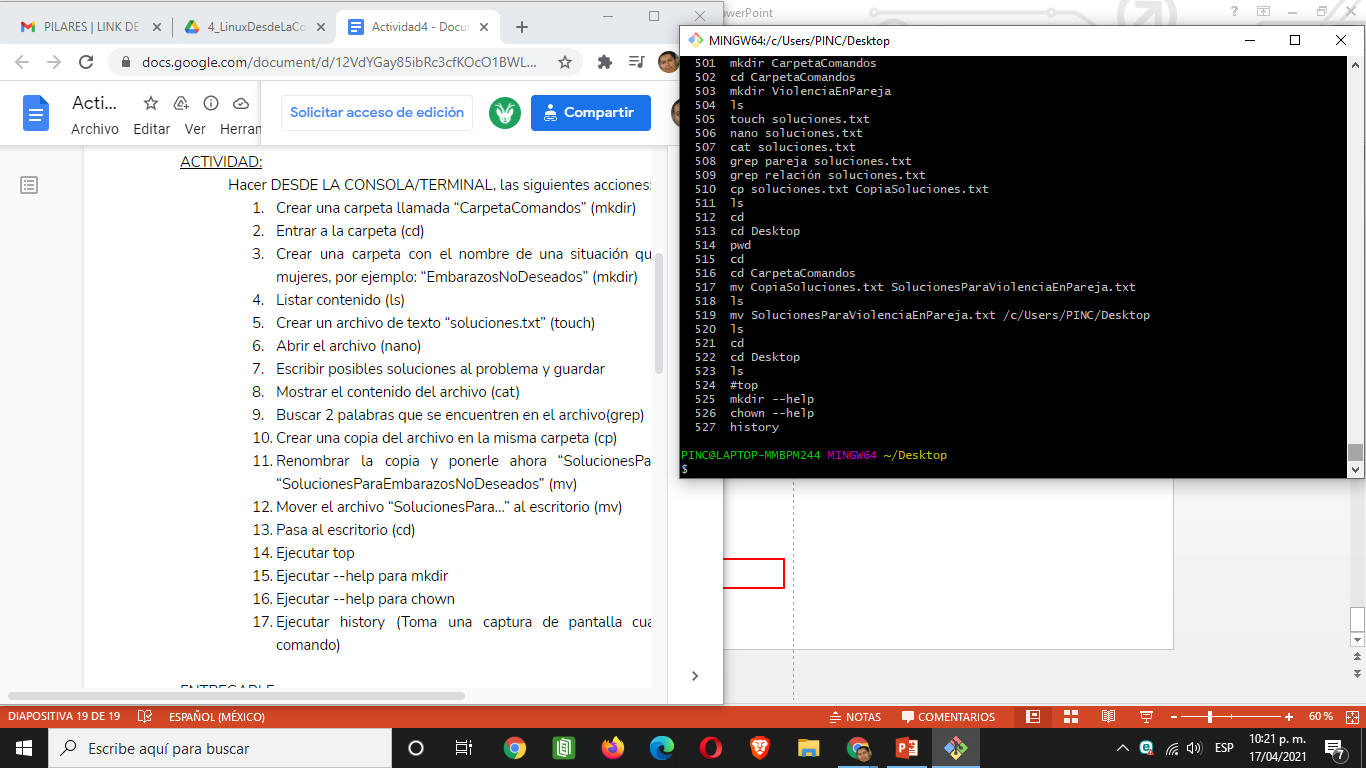 PILARES | LINK DE
4_LinuxDesdeLaCo
Actividad4 - Docum
docs.google.com/document/d/12VdYGay85ibRc3cfKOcO1BWL...
Acti...
Archivo Editar Ver Herran
Solicitar acceso de edición
Compartir
ACTIVIDAD:
Hacer DESDE LA CONSOLA/TERMINAL, las siguientes acciones:
1. Crear una carpeta llamada “CarpetaComandos” (mkdir)
2. Entrar a la carpeta (cd)
3. Crear una carpeta con el nombre de una situación qu
mujeres, por ejemplo: “EmbarazosNoDeseados” (mkdir)
4. Listar contenido (ls)
5. Crear un archivo de texto “soluciones.txt” (touch)
6. Abrir el archivo (nano)
7. Escribir posibles soluciones al problema y guardar
8. Mostrar el contenido del archivo (cat)
9. Buscar 2 palabras que se encuentren en el archivo(grep)
10. Crear una copia del archivo en la misma carpeta (cp)
11. Renombrar la copia y ponerle ahora “SolucionesPa
“SolucionesParaEmbarazosNoDeseados” (mv)
12. Mover el archivo “SolucionesPara...” al escritorio (mv)
13. Pasa al escritorio (cd)
14. Ejecutar top
15. Ejecutar --help para mkdir
16. Ejecutar --help para chown
17. Ejecutar history (Toma una captura de pantalla cua
comando)
PowerPoint
MINGW64:/c/Users/PINC/Desktop
501 mkdir CarpetaComandos
502 cd CarpetaComandos
503 mkdir ViolenciaEnPareja
504 ls
505 touch soluciones.txt
506 nano soluciones.txt
507 cat soluciones.txt
508 grep pareja soluciones.txt
509 grep relación soluciones.txt
510 cp soluciones.txt CopiaSoluciones.txt
511 ls
512 cd
513 cd Desktop
514 pwd
515 cd
516 cd CarpetaComandos
517 mv CopiaSoluciones.txt SolucionesParaViolenciaEnPareja.txt
518 ls
519 mv SolucionesParaViolenciaEnPareja.txt /c/Users/PINC/Desktop
520 ls
521 cd
522 cd Desktop
523 ls
524 #top
525 mkdir --help
526 chown --help
527 history
PINC@LAPTOP-MMBPM244 MINGW64 ~/Desktop
$
DIAPOSITIVA 19 DE 19 ESPAÑOL (MÉXICO) NOTAS COMENTARIOS 60 %
Escribe aquí para buscar
ESP
10:21 p. m.
17/04/2021
7